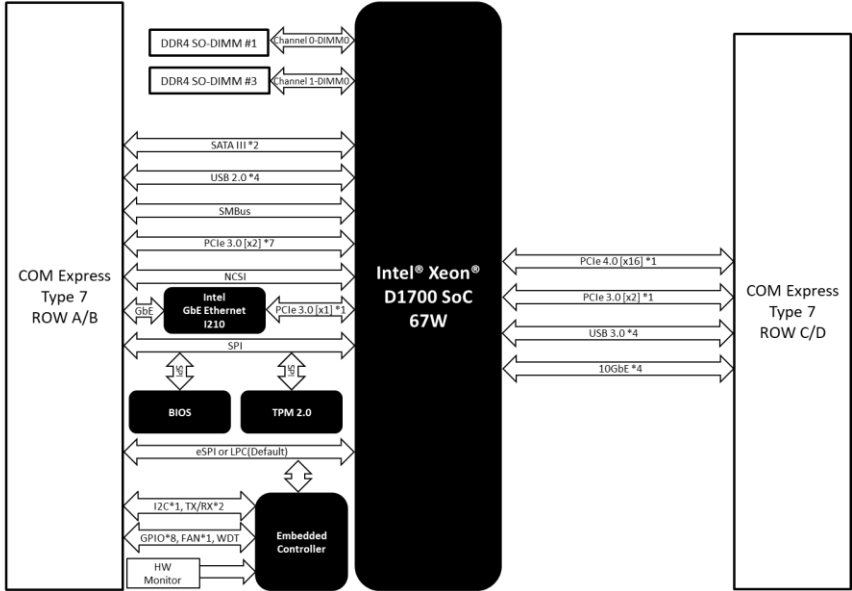 DDR4 SO-DIMM #1
Channel 0-DIMM0
DDR4 SO-DIMM #3
Channel 1-DIMM0
SATA III *2
USB 2.0 *4
SMBus
PCIe 3.0 [x2] *7
NCSI
COM Express
Type 7
ROW A/B
GbE
Intel
GbE Ethernet
I210
PCIe 3.0 [x1] *1
SPI
SPI
SPI
BIOS
TPM 2.0
eSPI or LPC(Default)
I2C*1, TX/RX*2
GPIO*8, FAN*1, WDT
HW
Monitor
Embedded
Controller
Intel® Xeon®
D1700 SoC
67W
PCIe 4.0 [x16] *1
PCIe 3.0 [x2] *1
USB 3.0 *4
10GbE *4
COM Express
Type 7
ROW C/D